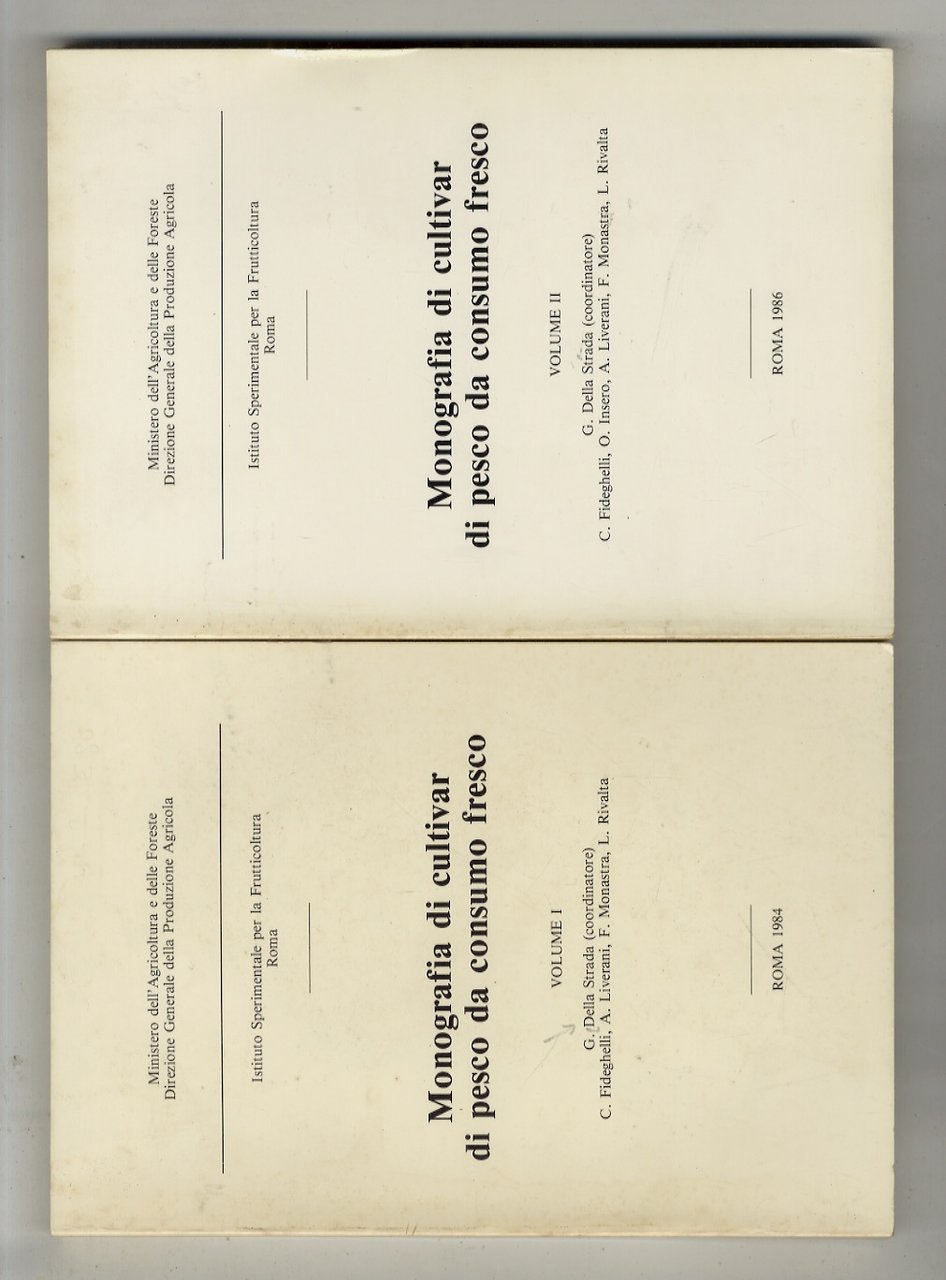 Ministero dell'Agricoltura e delle Foreste
Direzione Generale della Produzione Agricola
Istituto Sperimentale per la Frutticoltura
Roma
Monografia di cultivar
di pesco da consumo fresco
VOLUME I
G. Della Strada (coordinatore)
C. Fideghelli, A. Liverani, F. Monastra, L. Rivalta
ROMA 1984
Ministero dell'Agricoltura e delle Foreste
Direzione Generale della Produzione Agricola
Istituto Sperimentale per la Frutticoltura
Roma
Monografia di cultivar
di pesco da consumo fresco
VOLUME II
G. Della Strada (coordinatore)
C. Fideghelli, O. Insero, A. Liverani, F. Monastra, L. Rivalta
ROMA 1986